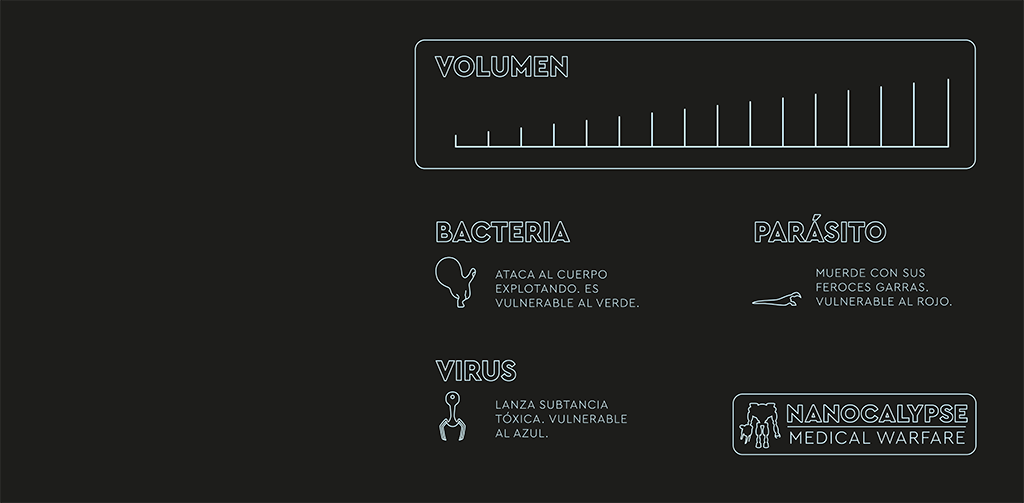 VOLUMEN
BACTERIA
ATACA AL CUERPO
EXPLOTANDO. ES
VULNERABLE AL VERDE.
PARÁSITO
MUERDE CON SUS
FEROCES GARRAS.
VULNERABLE AL ROJO.
VIRUS
LANZA SUBTANCIA
TÓXICA. VULNERABLE
AL AZUL.
NANOCALYPSE
MEDICAL WARFARE